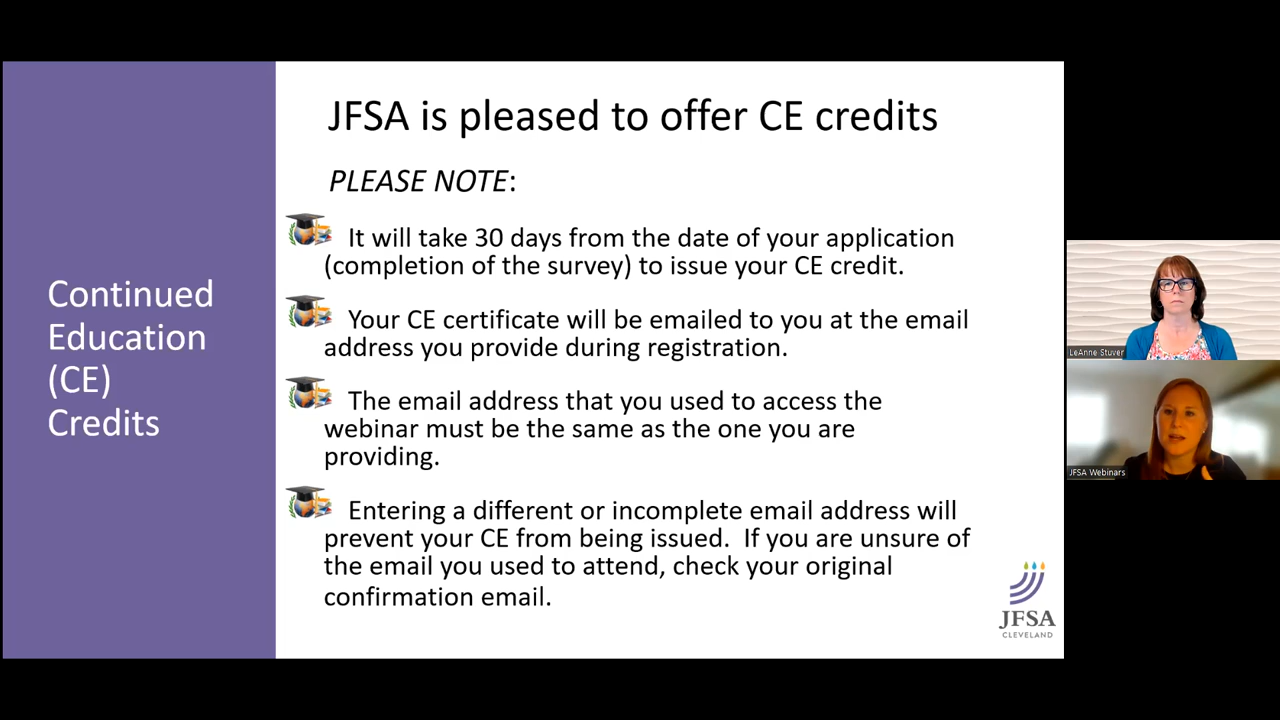 Continued
Education
(CE)
Credits
JFSA is pleased to offer CE credits
PLEASE NOTE:
It will take 30 days from the date of your application
(completion of the survey) to issue your CE credit.
Your CE certificate will be emailed to you at the email
address you provide during registration.
The email address that you used to access the
webinar must be the same as the one you are
providing.
Entering a different or incomplete email address will
prevent your CE from being issued.  If you are unsure of
the email you used to attend, check your original
confirmation email.
JFSA
CLEVELAND
LeAnne Stuver
JFSA Webinars